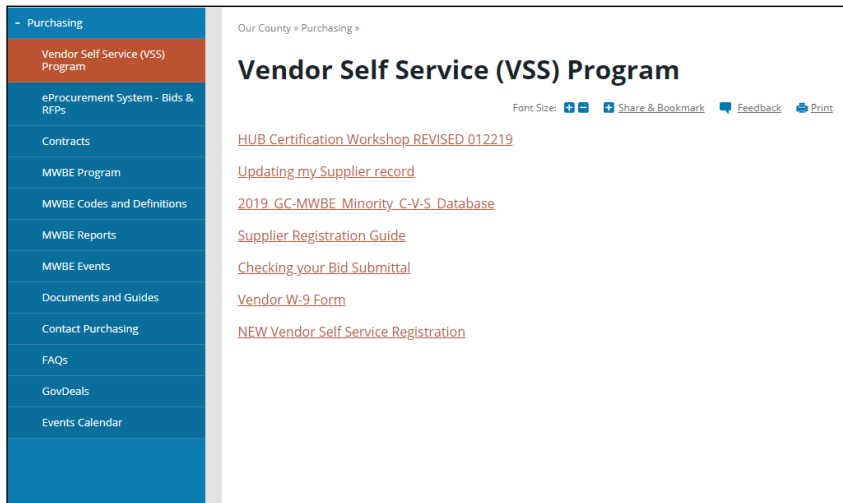 - Purchasing
Vendor Self Service (VSS)
Program
eProcurement System - Bids &
RFPs
Contracts
MWBE Program
MWBE Codes and Definitions
MWBE Reports
MWBE Events
Documents and Guides
Contact Purchasing
FAQs
GovDeals
Events Calendar
Our County » Purchasing »
Vendor Self Service (VSS) Program
Font Size: + - + Share & Bookmark Feedback Print
HUB Certification Workshop REVISED 012219
Updating my Supplier record
2019_GC-MWBE_Minority_C-V-S_Database
Supplier Registration Guide
Checking your Bid Submittal
Vendor W-9 Form
NEW Vendor Self Service Registration